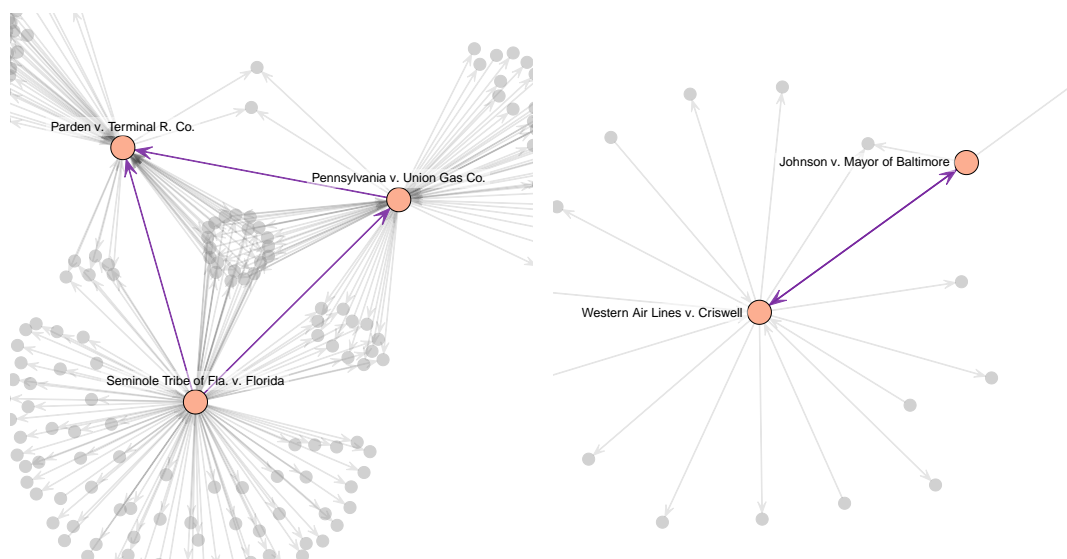 Parden v. Terminal R. Co.
Pennsylvania v. Union Gas Co.
Seminole Tribe of Fla. v. Florida
Johnson v. Mayor of Baltimore
Western Air Lines v. Criswell